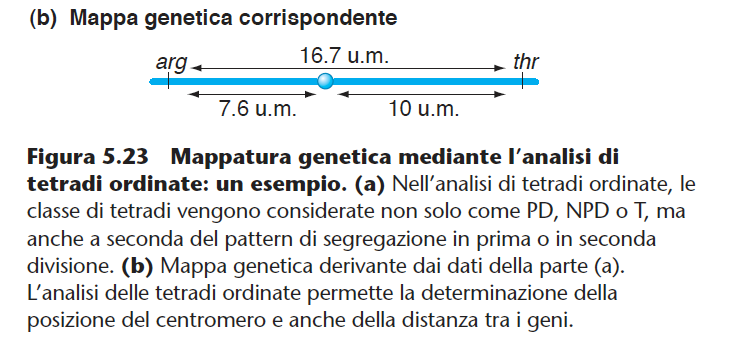 (b) Mappa genetica corrispondente
arg 16.7 u.m. thr
7.6 u.m. 10 u.m.
Figura 5.23 Mappatura genetica mediante l'analisi di
tetradi ordinate: un esempio. (a) Nell'analisi di tetradi ordinate, le
classe di tetradi vengono considerate non solo come PD, NPD o T, ma
anche a seconda del pattern di segregazione in prima o in seconda
divisione. (b) Mappa genetica derivante dai dati della parte (a).
L'analisi delle tetradi ordinate permette la determinazione della
posizione del centromero e anche della distanza tra i geni.